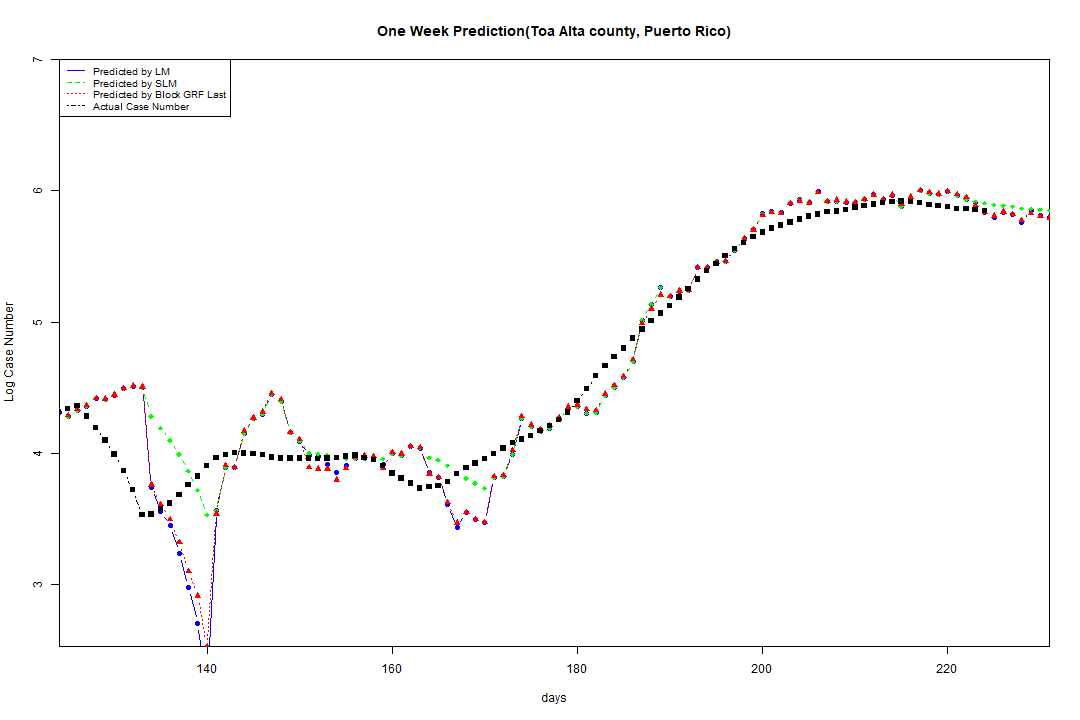 One Week Prediction(Toa Alta county, Puerto Rico)
Predicted by LM
Predicted by SLM
Predicted by Block GRF Last
Actual Case Number
7
6
5
4
3
Log Case Number
140 160 180 200 220
days